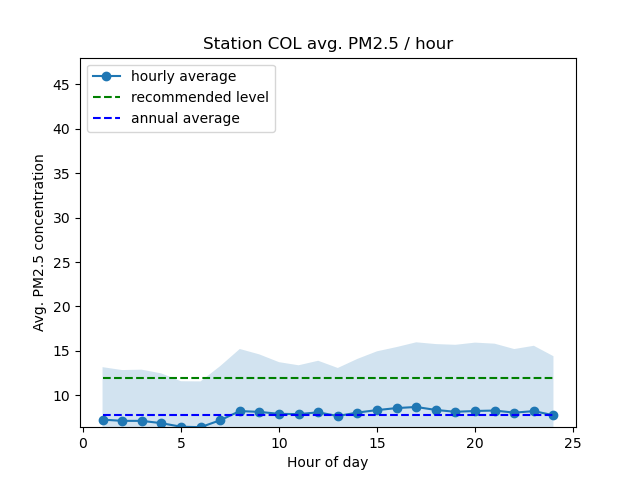 Station COL avg. PM2.5 / hour
hourly average
recommended level
annual average
Avg. PM2.5 concentration
45
40
35
30
25
20
15
10
0 5 10 15 20 25
Hour of day